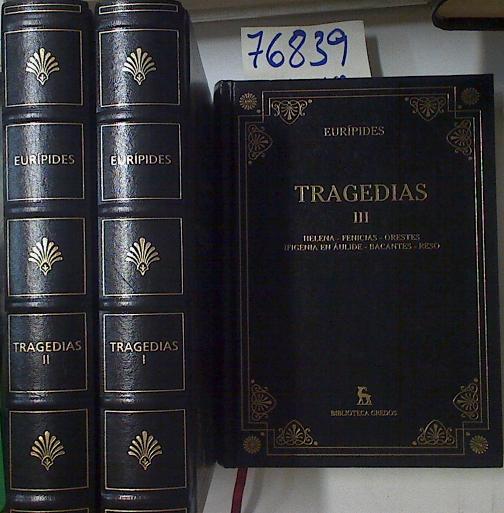 EURÍPIDES
TRAGEDIAS
II
EURÍPIDES
TRAGEDIAS
I
76839
EURÍPIDES
TRAGEDIAS
III
HELENA - FENICIAS - ORESTES
IFIGENIA EN ÁULIDE - BACANTES - RESO
BIBLIOTECA GREDOS